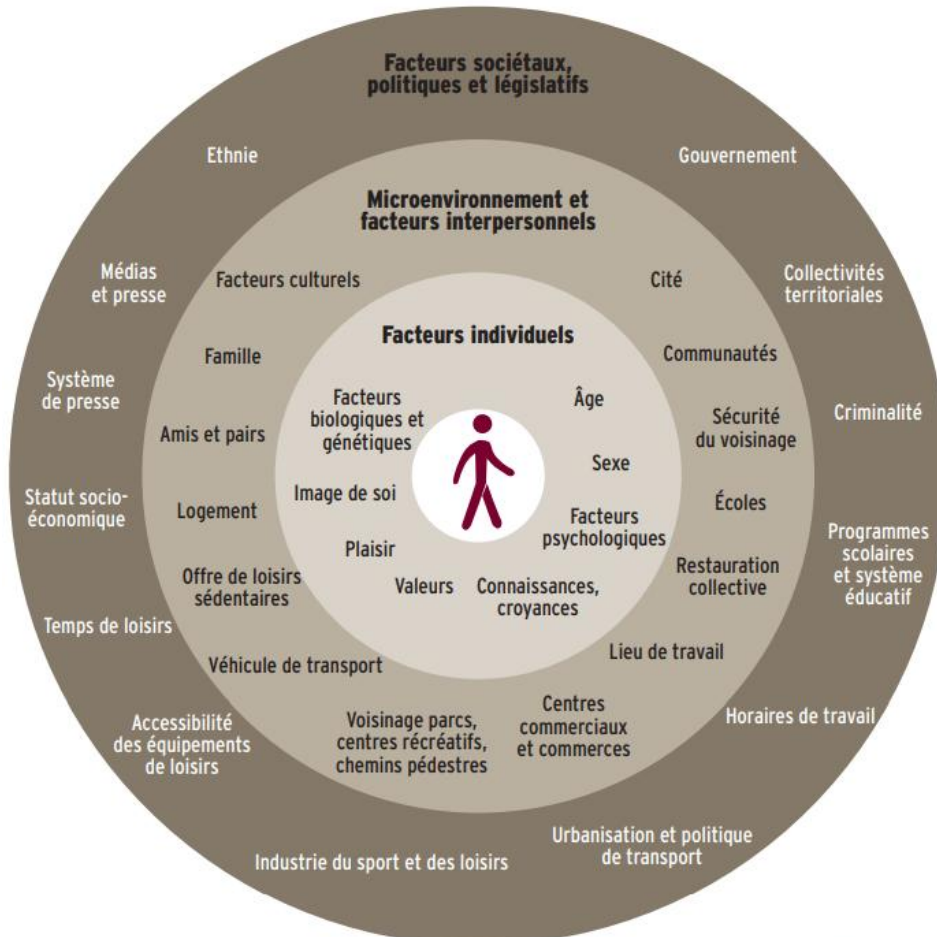 Facteurs sociétaux,
politiques et législatifs
Ethnie
Gouvernement
Médias
et presse
Collectivités
territoriales
Système
de presse
Criminalité
Statut socio-
économique
Programmes
scolaires
et système
éducatif
Temps de loisirs
Horaires de travail
Accessibilité
des équipements
de loisirs
Industrie du sport et des loisirs
Urbanisation et politique
de transport
Microenvironnement et
facteurs interpersonnels
Facteurs culturels
Cité
Famille
Communautés
Amis et pairs
Sécurité
du voisinage
Logement
Écoles
Offre de loisirs
sédentaires
Restauration
collective
Véhicule de transport
Lieu de travail
Voisinage parcs,
centres récréatifs,
chemins pédestres
Centres
commerciaux
et commerces
Facteurs individuels
Facteurs
biologiques et
génétiques
Âge
Image de soi
Sexe
Plaisir
Facteurs
psychologiques
Valeurs
Connaissances,
croyances